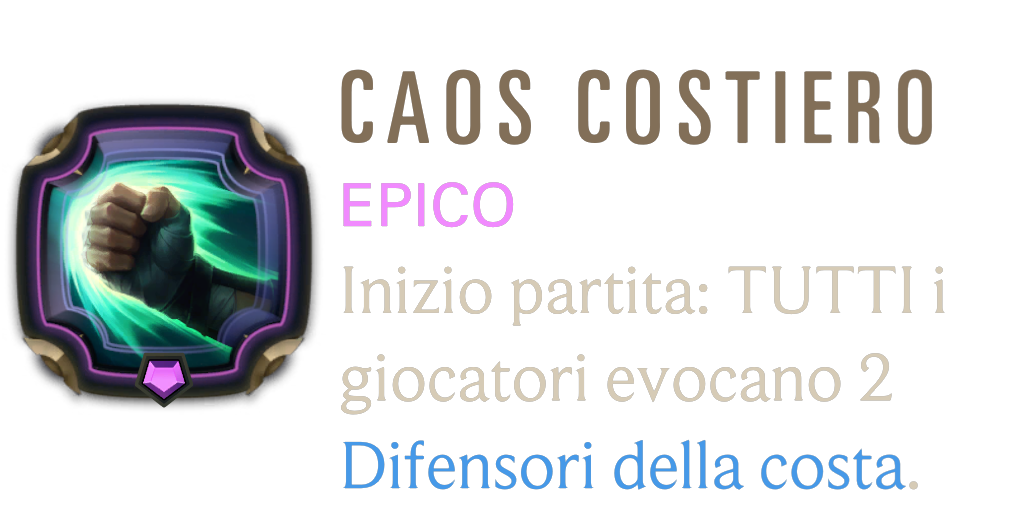 CAOS COSTIERO
EPICO
Inizio partita: TUTTI i
giocatori evocano 2
Difensori della costa.